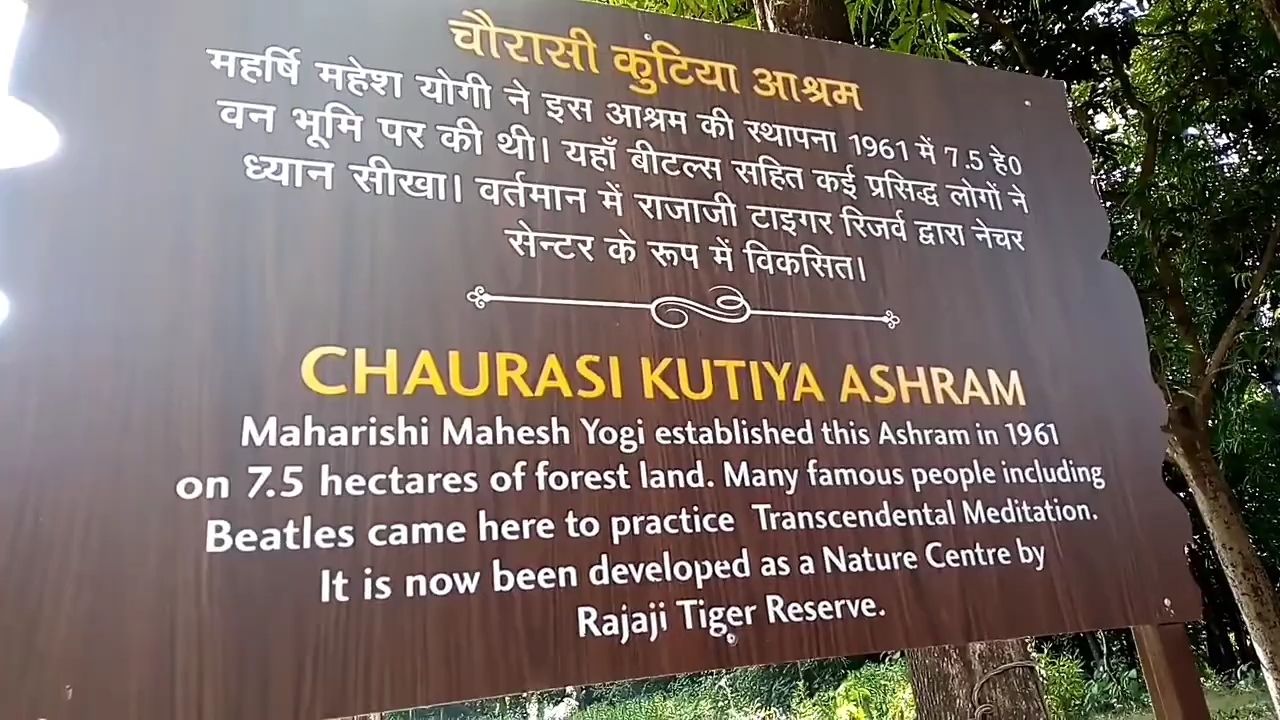 चौरासी कुटिया आश्रम
महर्षि महेश योगी ने इस आश्रम की स्थापना 1961 में 7.5 हे0
वन भूमि पर की थी। यहाँ बीटल्स सहित कई प्रसिद्ध लोगों ने
ध्यान सीखा। वर्तमान में राजाजी टाइगर रिजर्व द्वारा नेचर
सेन्टर के रूप में विकसित।
CHAURASI KUTIYA ASHRAM
Maharishi Mahesh Yogi established this Ashram in 1961
on 7.5 hectares of forest land. Many famous people including
Beatles came here to practice Transcendental Meditation.
It is now been developed as a Nature Centre by
Rajaji Tiger Reserve.